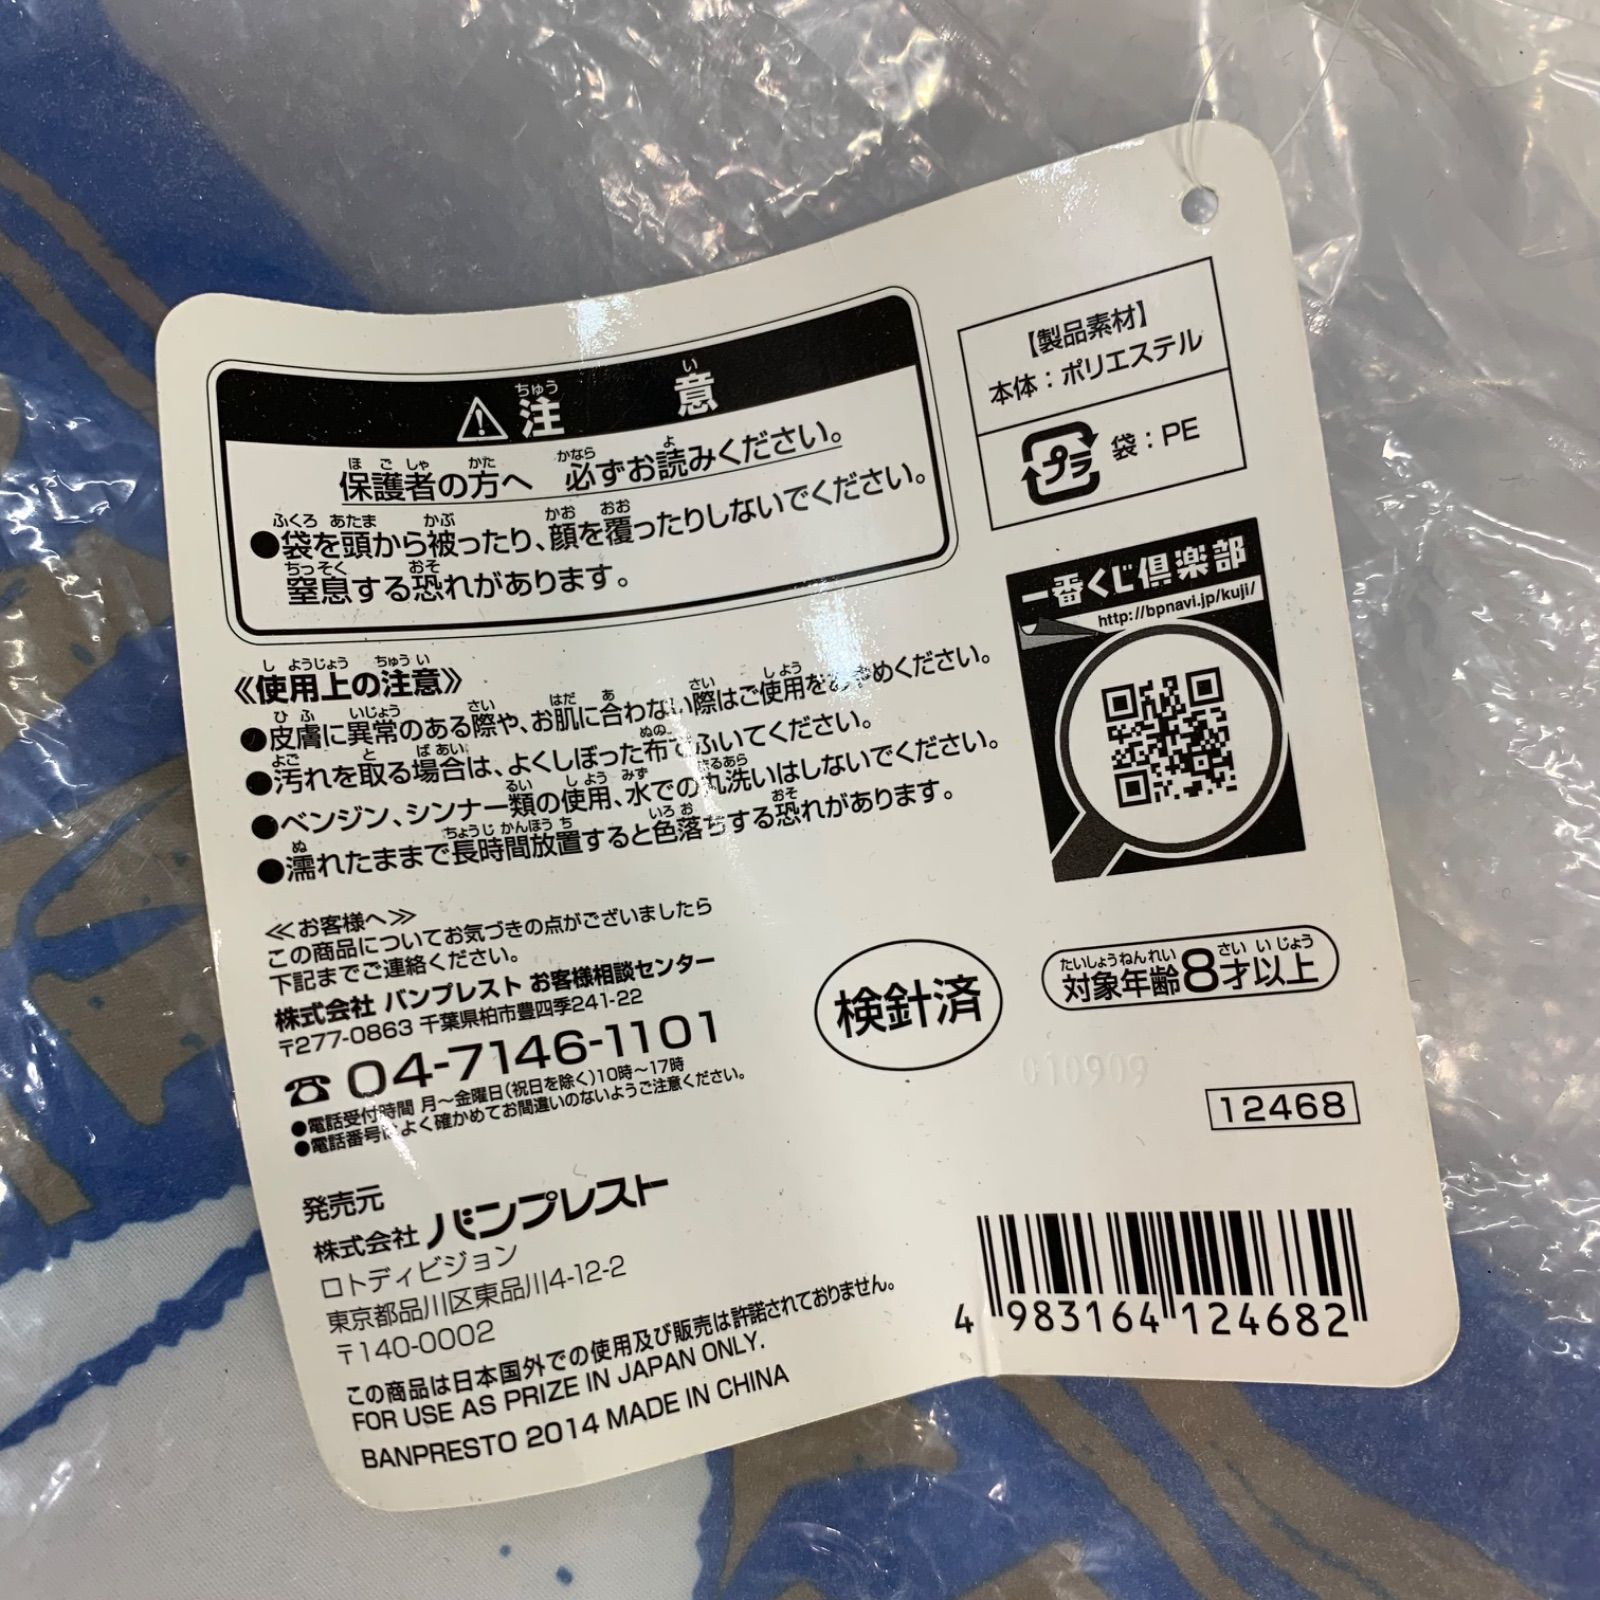 ⚠注意
保護者の方へ 必ずお読みください。
●袋を頭から被ったり、顔を覆ったりしないでください。
窒息する恐れがあります。
《使用上の注意》
●皮膚に異常のある際や、お肌に合わない際はご使用をおやめください。
●汚れを取る場合は、よくしぼった布でふいてください。
●ベンジン、シンナー類の使用、水での丸洗いはしないでください。
●濡れたままで長時間放置すると色落ちする恐れがあります。
≪お客様へ≫
この商品についてお気づきの点がございましたら
下記までご連絡ください。
株式会社 バンプレスト お客様相談センター
〒277-0863 千葉県柏市豊四季241-22
☎ 04-7146-1101
●電話受付時間 月～金曜日(祝日を除く)10時～17時
●電話番号はよく確かめてお間違いのないようご注意ください。
発売元
株式会社 バンプレスト
ロトディビジョン
東京都品川区東品川4-12-2
〒140-0002
この商品は日本国外での使用及び販売は許諾されておりません。
FOR USE AS PRIZE IN JAPAN ONLY.
BANPRESTO 2014 MADE IN CHINA
【製品素材】
本体：ポリエステル
プラ 袋：PE
一番くじ倶楽部
http://bpnavi.jp/kuji/
検針済
対象年齢8才以上
010909
12468
4 983164 124682